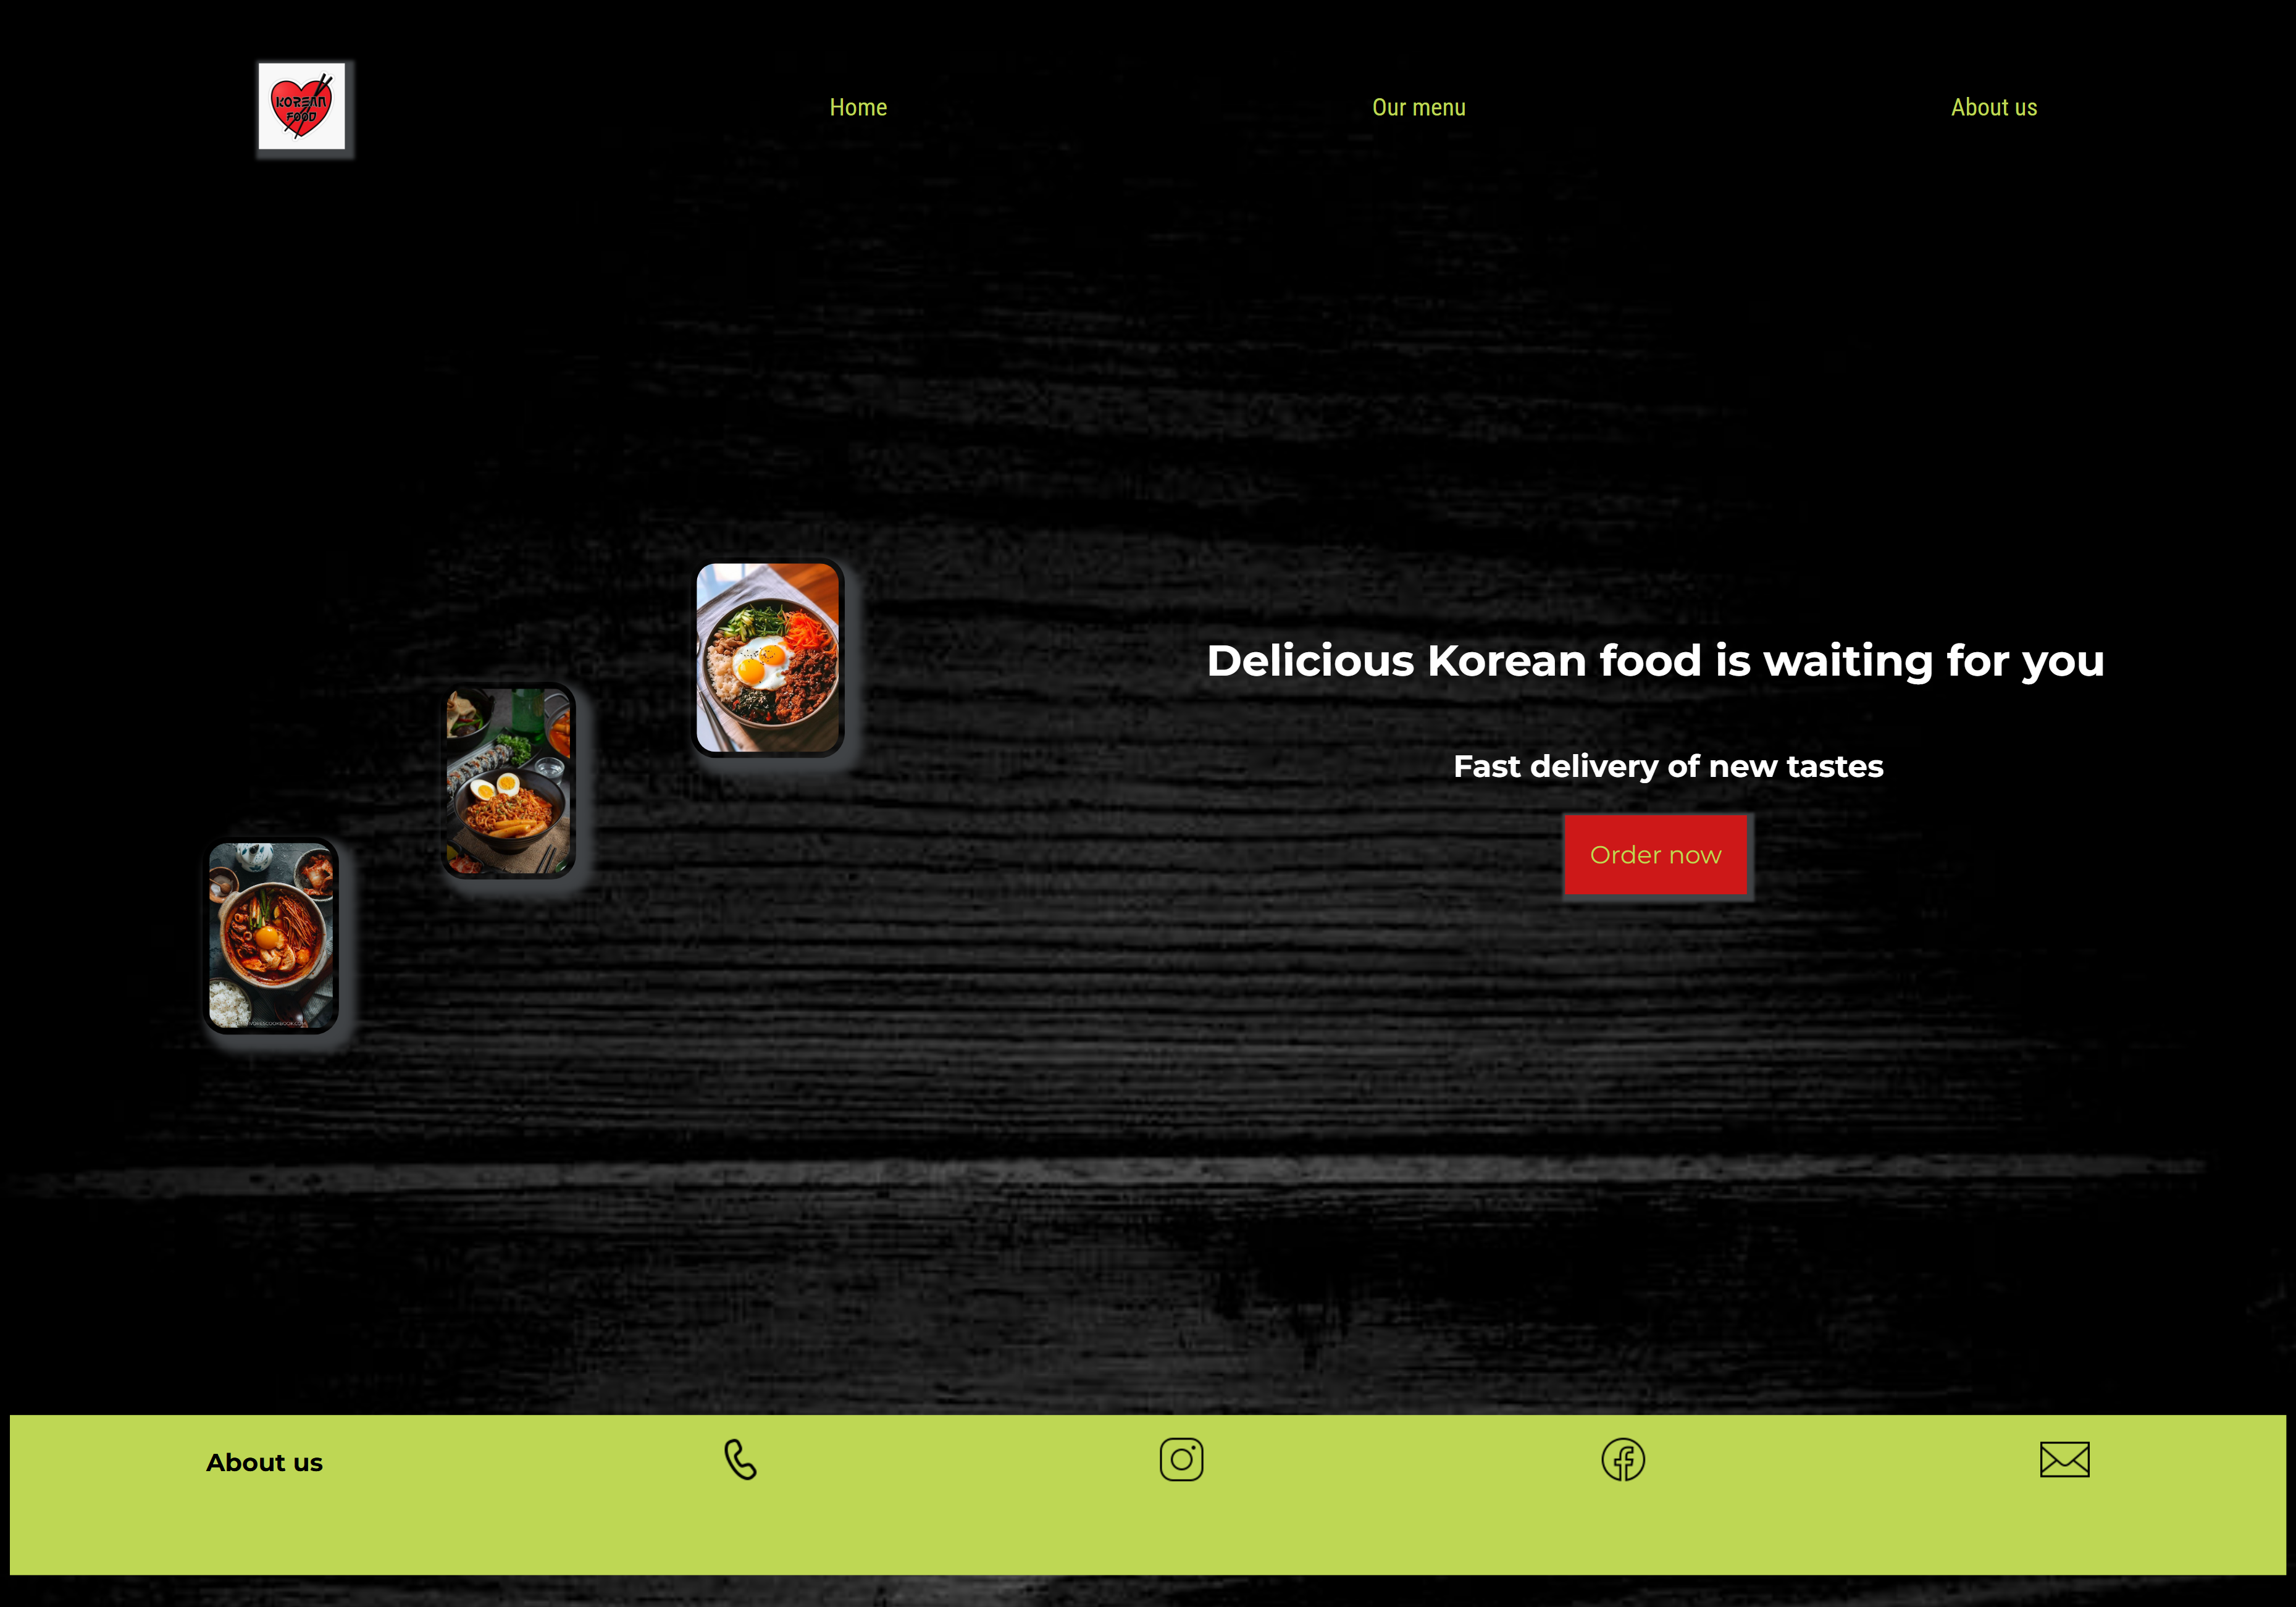 KOREAN
FOOD
Home
Our menu
About us
Delicious Korean food is waiting for you
Fast delivery of new tastes
Order now
About us